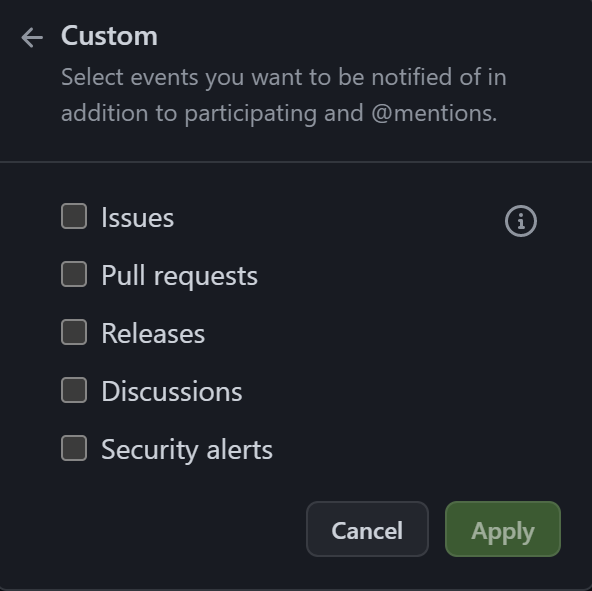 Custom
Select events you want to be notified of in
addition to participating and @mentions.
Issues
Pull requests
Releases
Discussions
Security alerts
Cancel
Apply